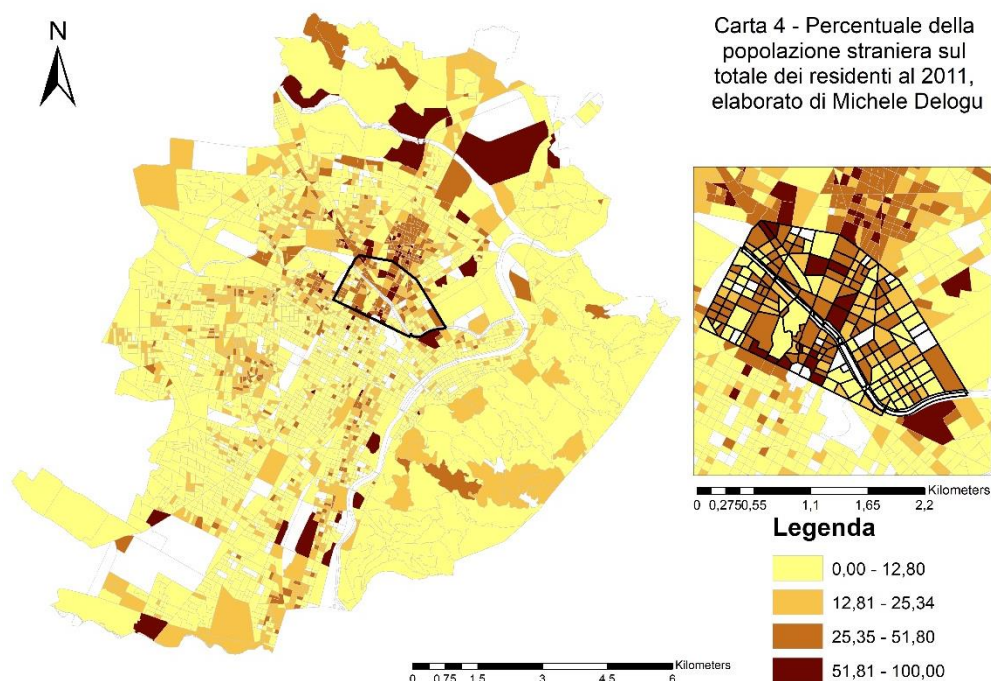 N
Carta 4 - Percentuale della
popolazione straniera sul
totale dei residenti al 2011,
elaborato di Michele Delogu
Kilometers
0 0,2750,55 1,1 1,65 2,2
Legenda
0,00 - 12,80
12,81 - 25,34
25,35 - 51,80
51,81 - 100,00
Kilometers
0 0,75 1,5 3 4,5 6